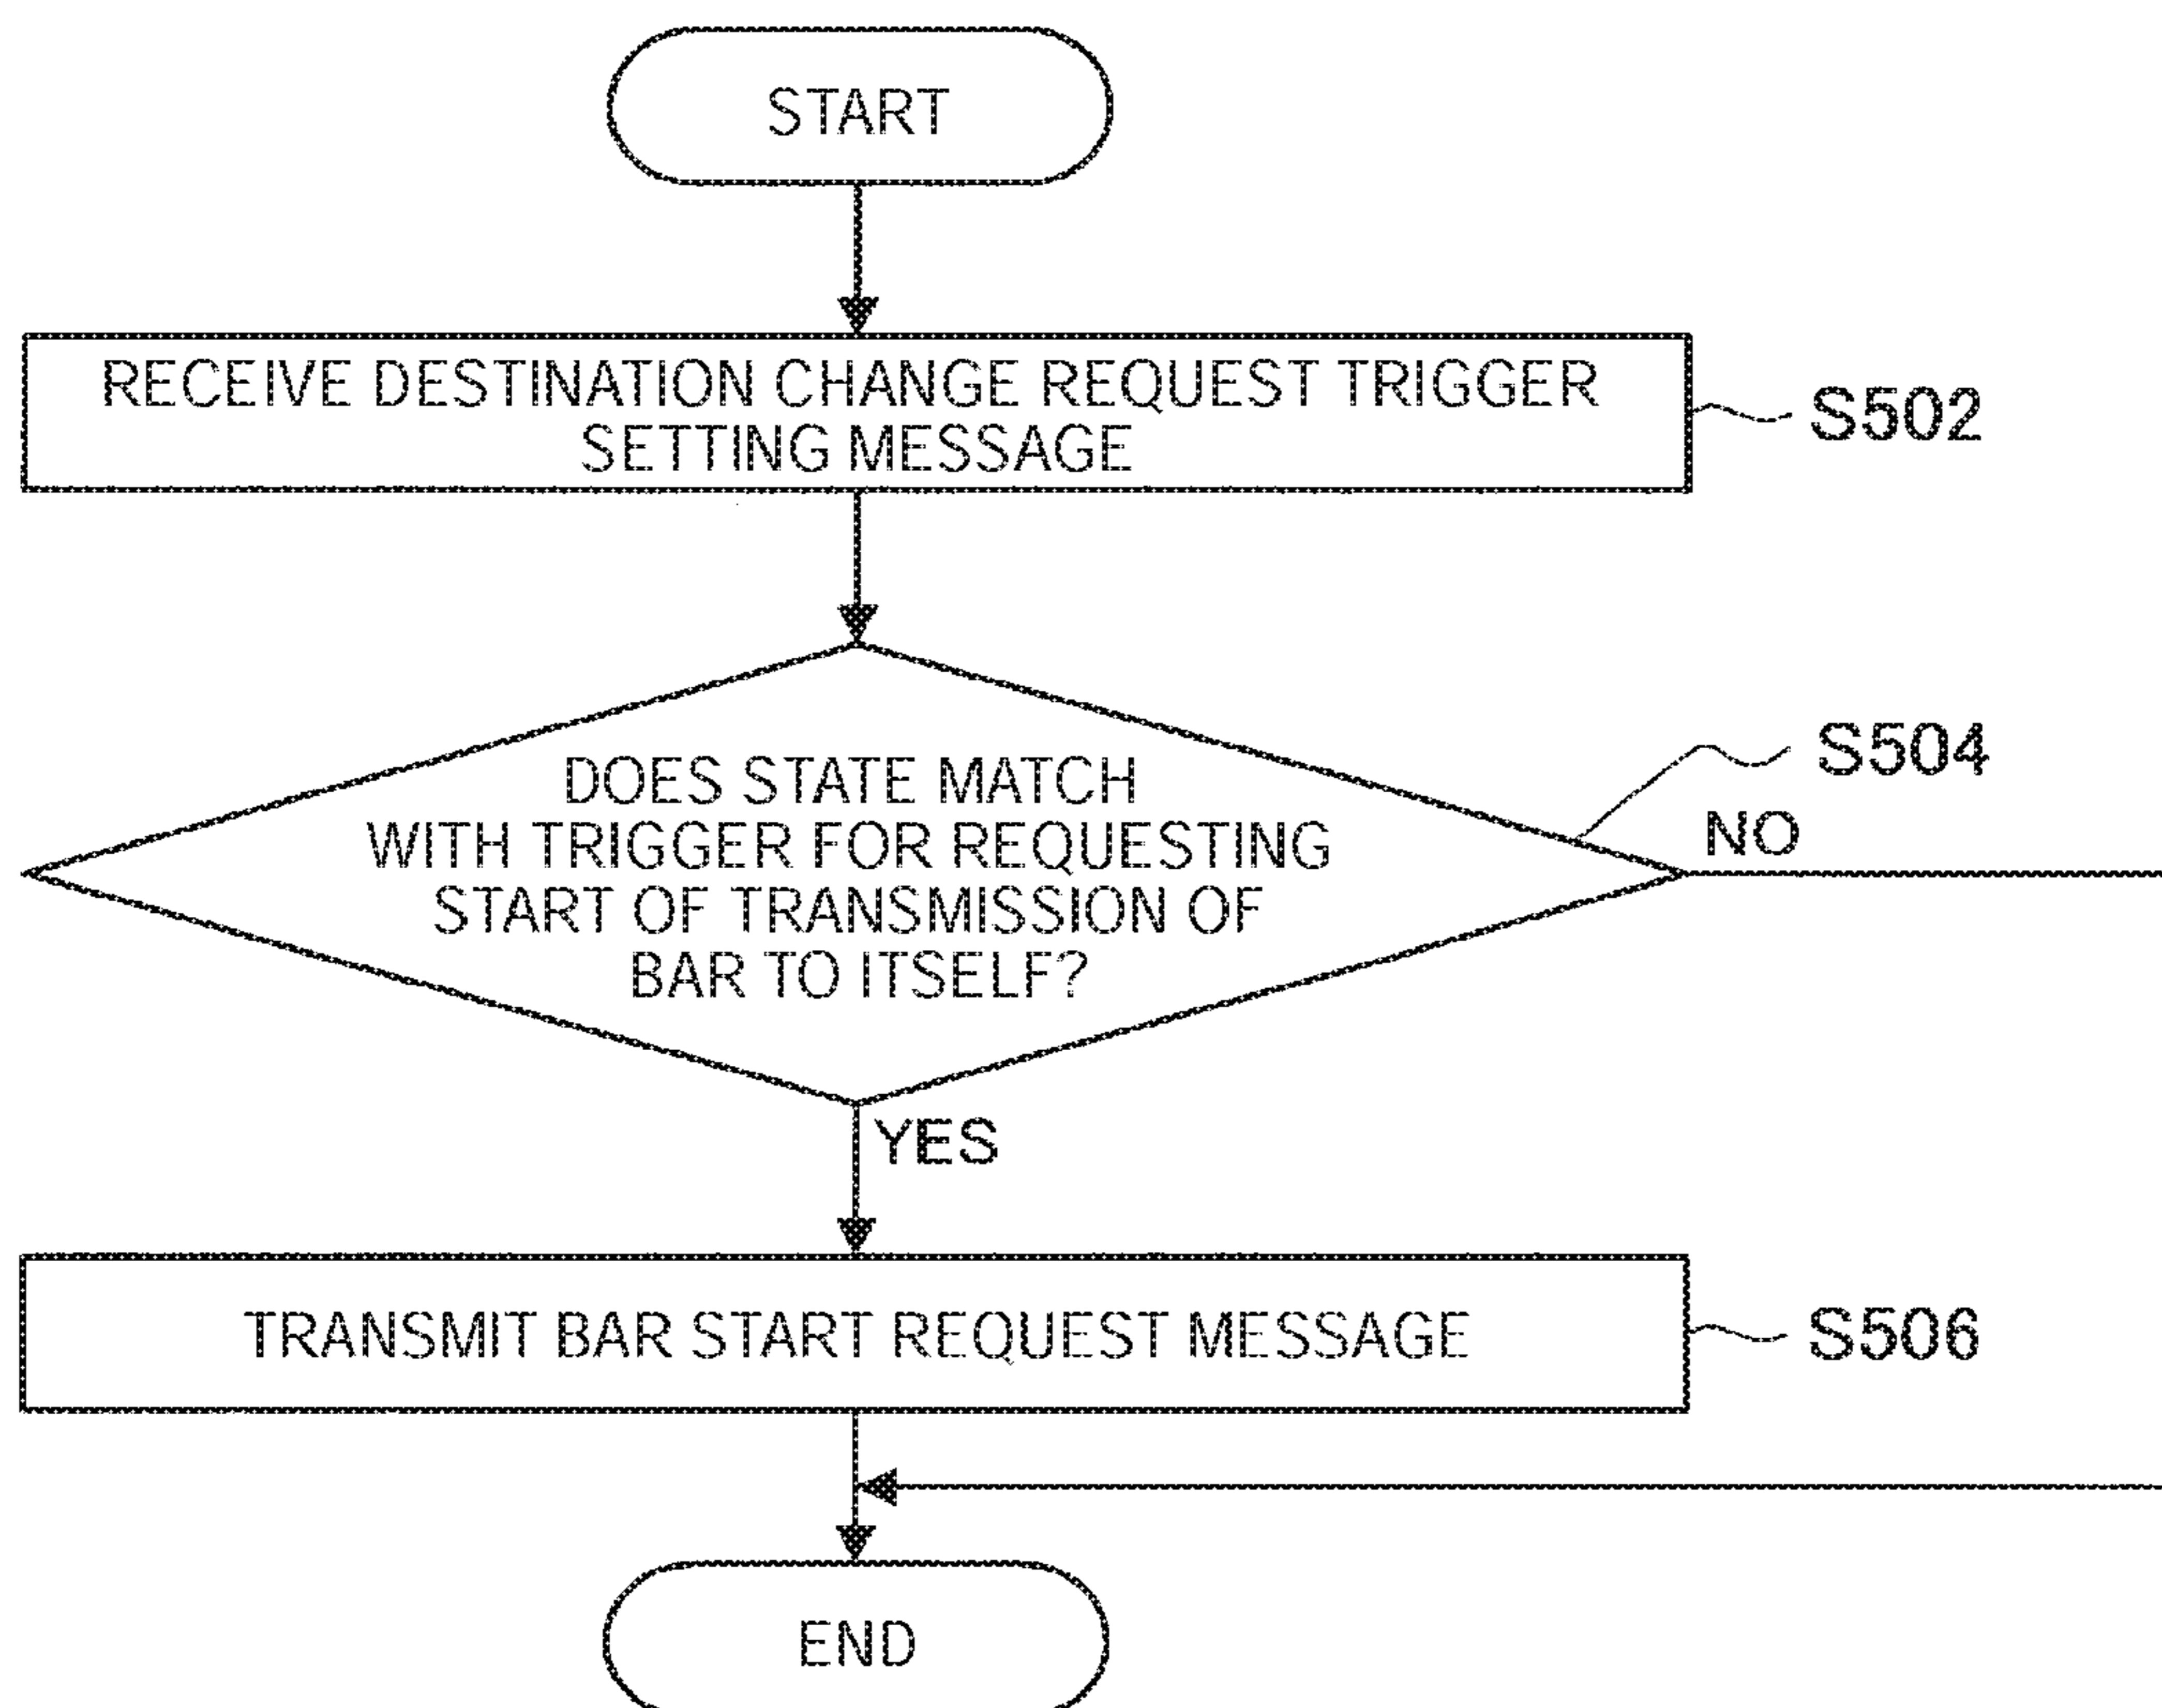 START
RECEIVE DESTINATION CHANGE REQUEST TRIGGER
SETTING MESSAGE
S502
DOES STATE MATCH
WITH TRIGGER FOR REQUESTING
START OF TRANSMISSION OF
BAR TO ITSELF?
S504
NO
YES
TRANSMIT BAR START REQUEST MESSAGE
S506
END